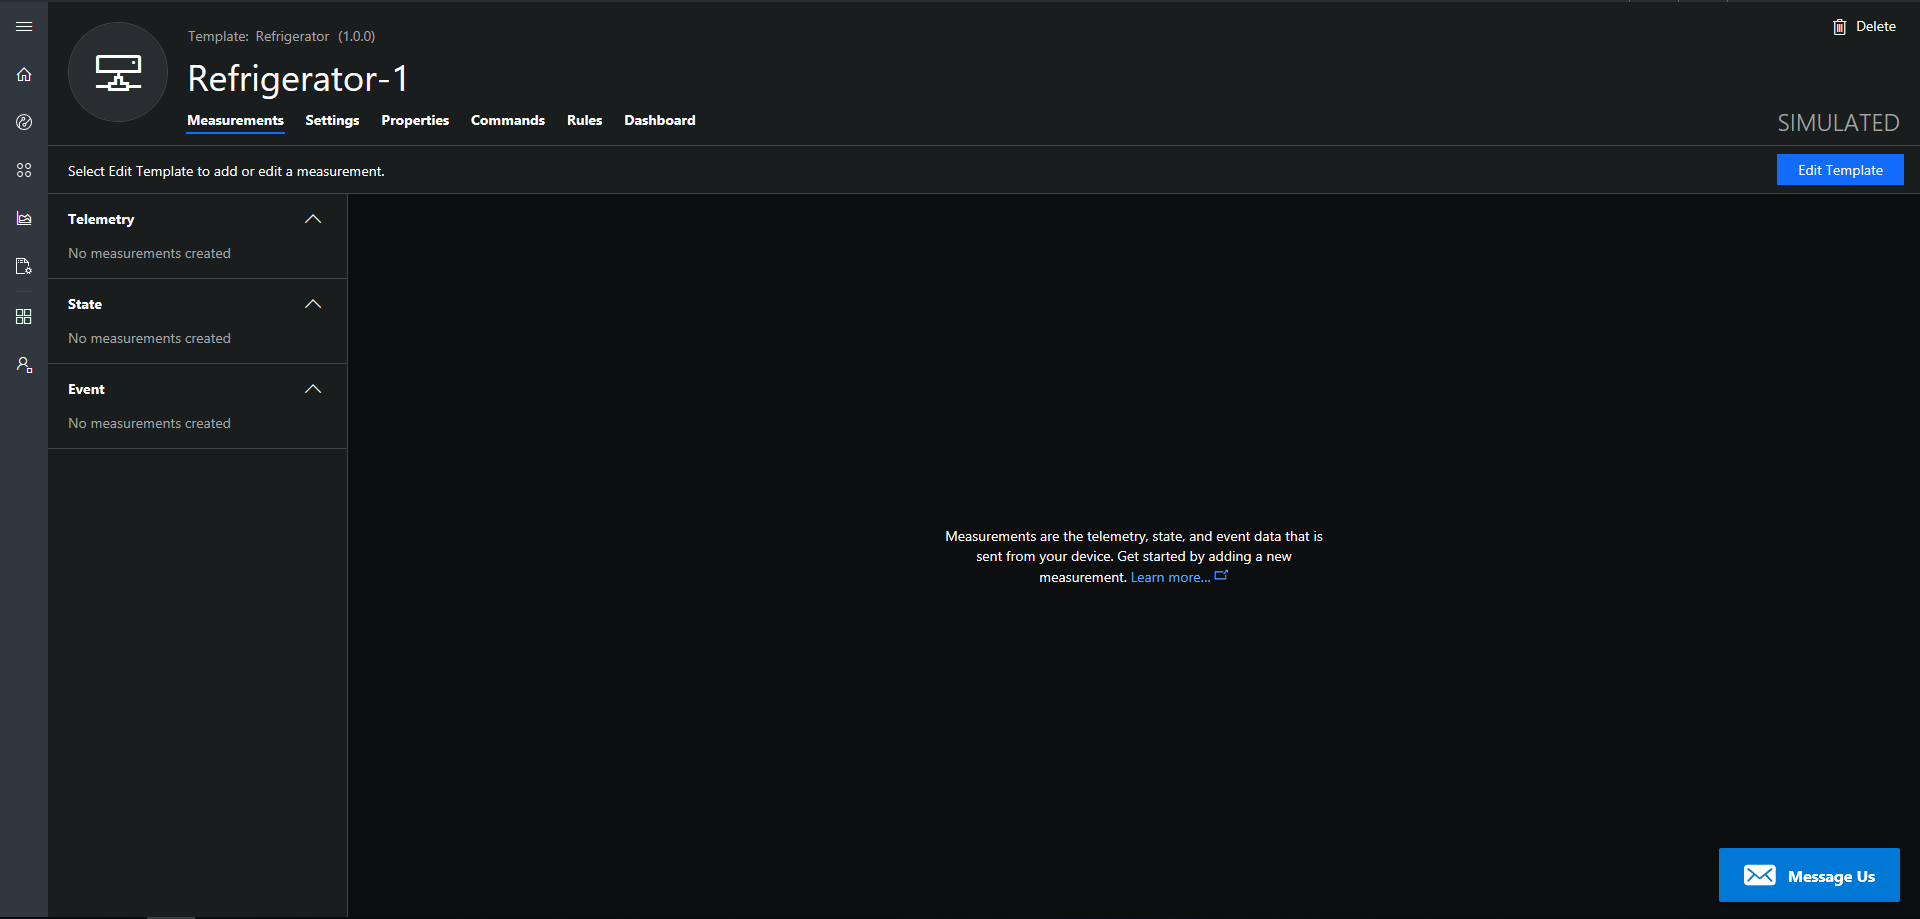 Template: Refrigerator (1.0.0)
Delete
Refrigerator-1
Measurements Settings Properties Commands Rules Dashboard
SIMULATED
Select Edit Template to add or edit a measurement.
Edit Template
Telemetry
No measurements created
State
No measurements created
Event
No measurements created
Measurements are the telemetry, state, and event data that is
sent from your device. Get started by adding a new
measurement. Learn more...
Message Us